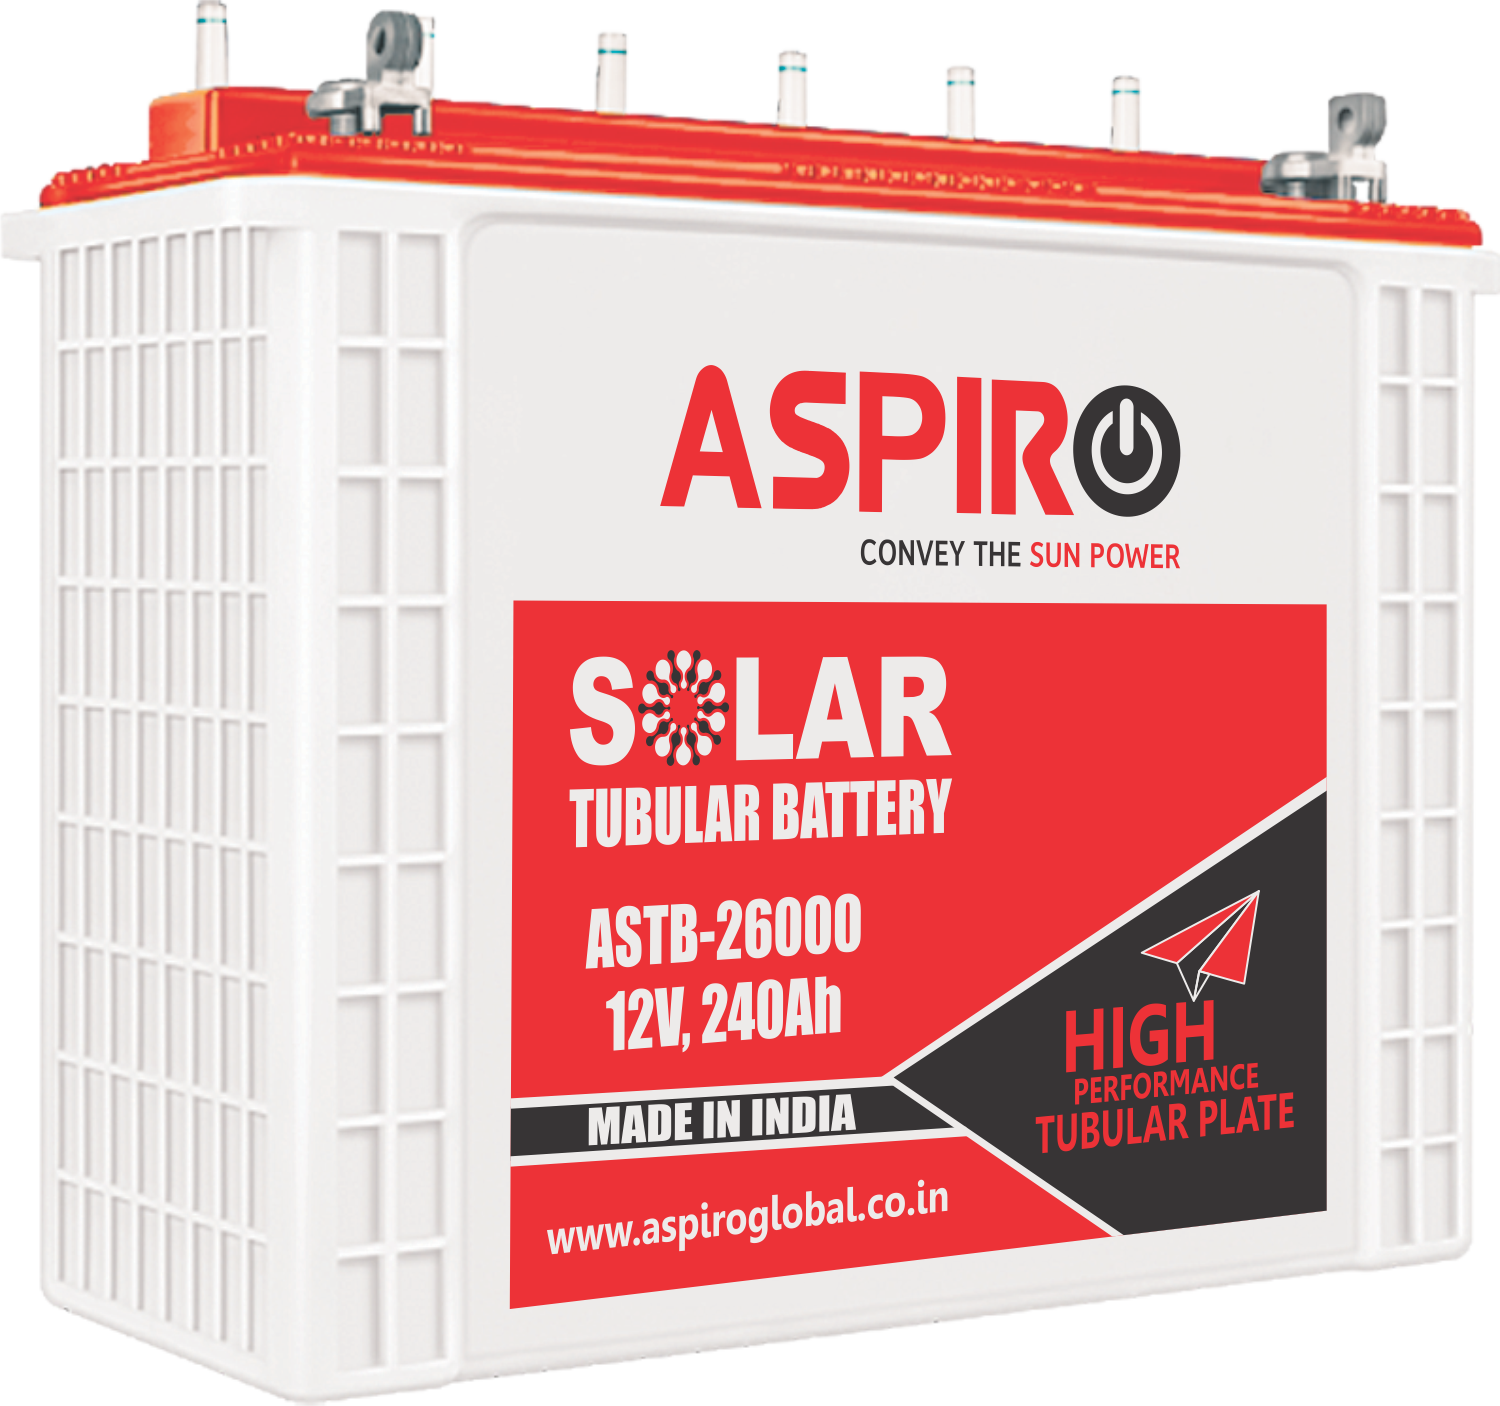 ASPIRO
CONVEY THE SUN POWER
SOLAR
TUBULAR BATTERY
ASTB-26000
12V, 240Ah
MADE IN INDIA
HIGH
PERFORMANCE
TUBULAR PLATE
www.aspiroglobal.co.in